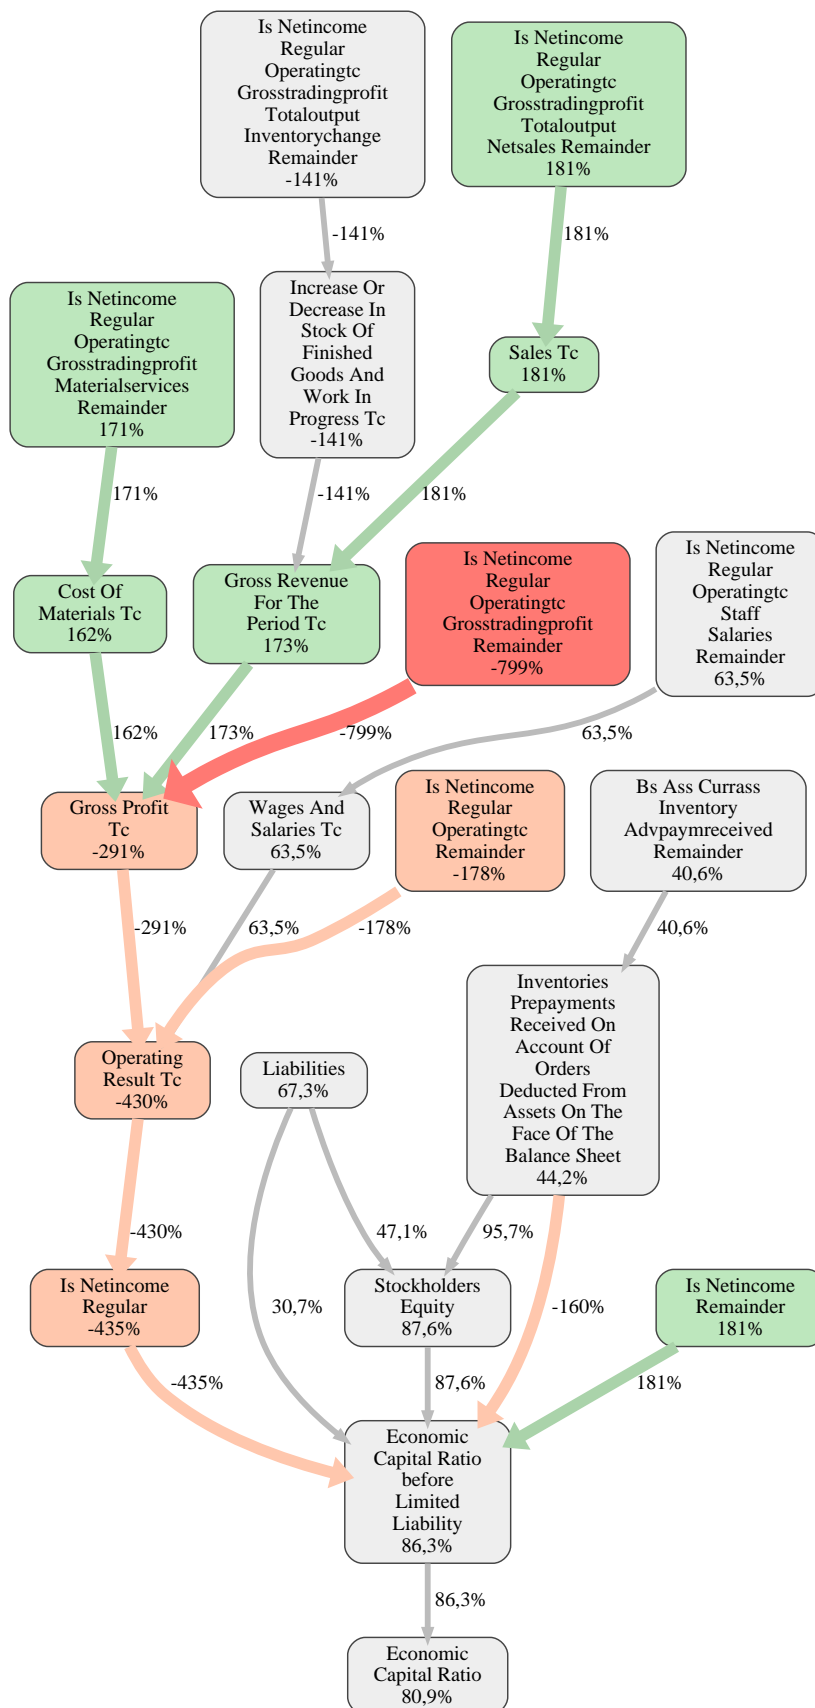 Is Netincome
Regular
Operatingtc
Grosstradingprofit
Totaloutput
Inventorychange
Remainder
-141%
Is Netincome
Regular
Operatingtc
Grosstradingprofit
Totaloutput
Netsales Remainder
181%
-141%
181%
Is Netincome
Regular
Operatingtc
Grosstradingprofit
Materialservices
Remainder
171%
Increase Or
Decrease In
Stock Of
Finished
Goods And
Work In
Progress Tc
-141%
Sales Tc
181%
171%
-141%
181%
Cost Of
Materials Tc
162%
Gross Revenue
For The
Period Tc
173%
Is Netincome
Regular
Operatingtc
Grosstradingprofit
Remainder
-799%
Is Netincome
Regular
Operatingtc
Staff
Salaries
Remainder
63,5%
162%
173%
-799%
63,5%
Gross Profit
Tc
-291%
Wages And
Salaries Tc
63,5%
Is Netincome
Regular
Operatingtc
Remainder
-178%
Bs Ass Currass
Inventory
Advpaymreceived
Remainder
40,6%
-291%
63,5%
-178%
40,6%
Operating
Result Tc
-430%
Liabilities
67,3%
Inventories
Prepayments
Received On
Account Of
Orders
Deducted From
Assets On The
Face Of The
Balance Sheet
44,2%
-430%
47,1%
95,7%
Is Netincome
Regular
-435%
30,7%
Stockholders
Equity
87,6%
-160%
Is Netincome
Remainder
181%
-435%
87,6%
181%
Economic
Capital Ratio
before
Limited
Liability
86,3%
86,3%
Economic
Capital Ratio
80,9%